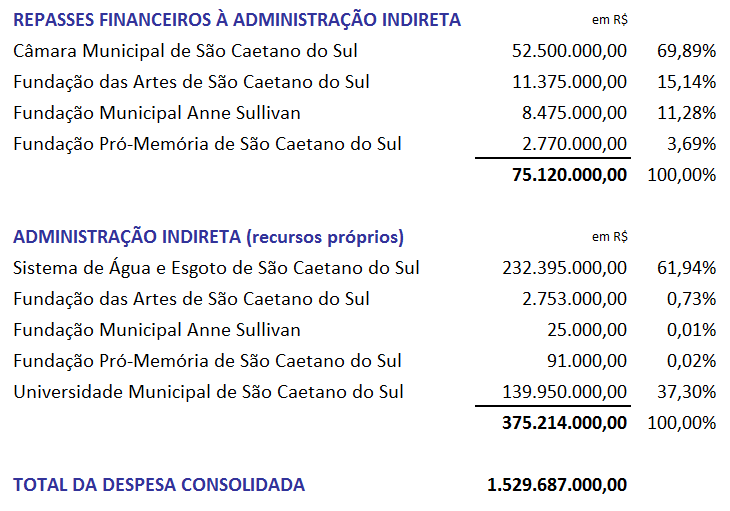 REPASSES FINANCEIROS À ADMINISTRAÇÃO INDIRETA em R$
Câmara Municipal de São Caetano do Sul 52.500.000,00 69,89%
Fundação das Artes de São Caetano do Sul 11.375.000,00 15,14%
Fundação Municipal Anne Sullivan 8.475.000,00 11,28%
Fundação Pró-Memória de São Caetano do Sul 2.770.000,00 3,69%
75.120.000,00 100,00%
ADMINISTRAÇÃO INDIRETA (recursos próprios) em R$
Sistema de Água e Esgoto de São Caetano do Sul 232.395.000,00 61,94%
Fundação das Artes de São Caetano do Sul 2.753.000,00 0,73%
Fundação Municipal Anne Sullivan 25.000,00 0,01%
Fundação Pró-Memória de São Caetano do Sul 91.000,00 0,02%
Universidade Municipal de São Caetano do Sul 139.950.000,00 37,30%
375.214.000,00 100,00%
TOTAL DA DESPESA CONSOLIDADA 1.529.687.000,00